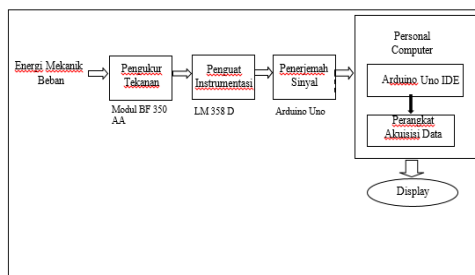 Energi Mekanik
Beban
Pengukur
Tekanan
Modul BF 350
AA
Penguat
Instrumentasi
LM 358 D
Penerjemah
Sinyal
Arduino Uno
Personal
Computer
Arduino Uno IDE
Perangkat
Akuisisi Data
Display